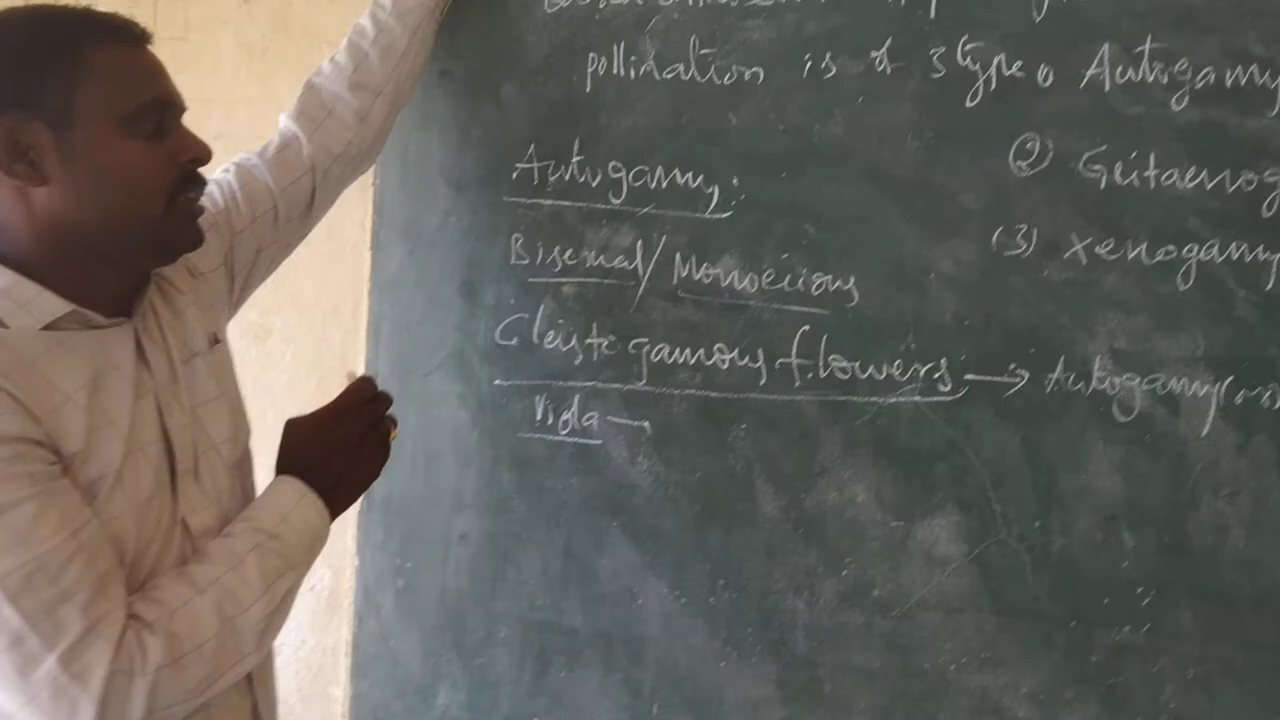 pollination is of 3 type o Autogamy
② Geitaenog
(3) Xenogamy
Autogamy:
Bisexual/Monoecious
Cleistogamous flowers → Autogamy
Viola